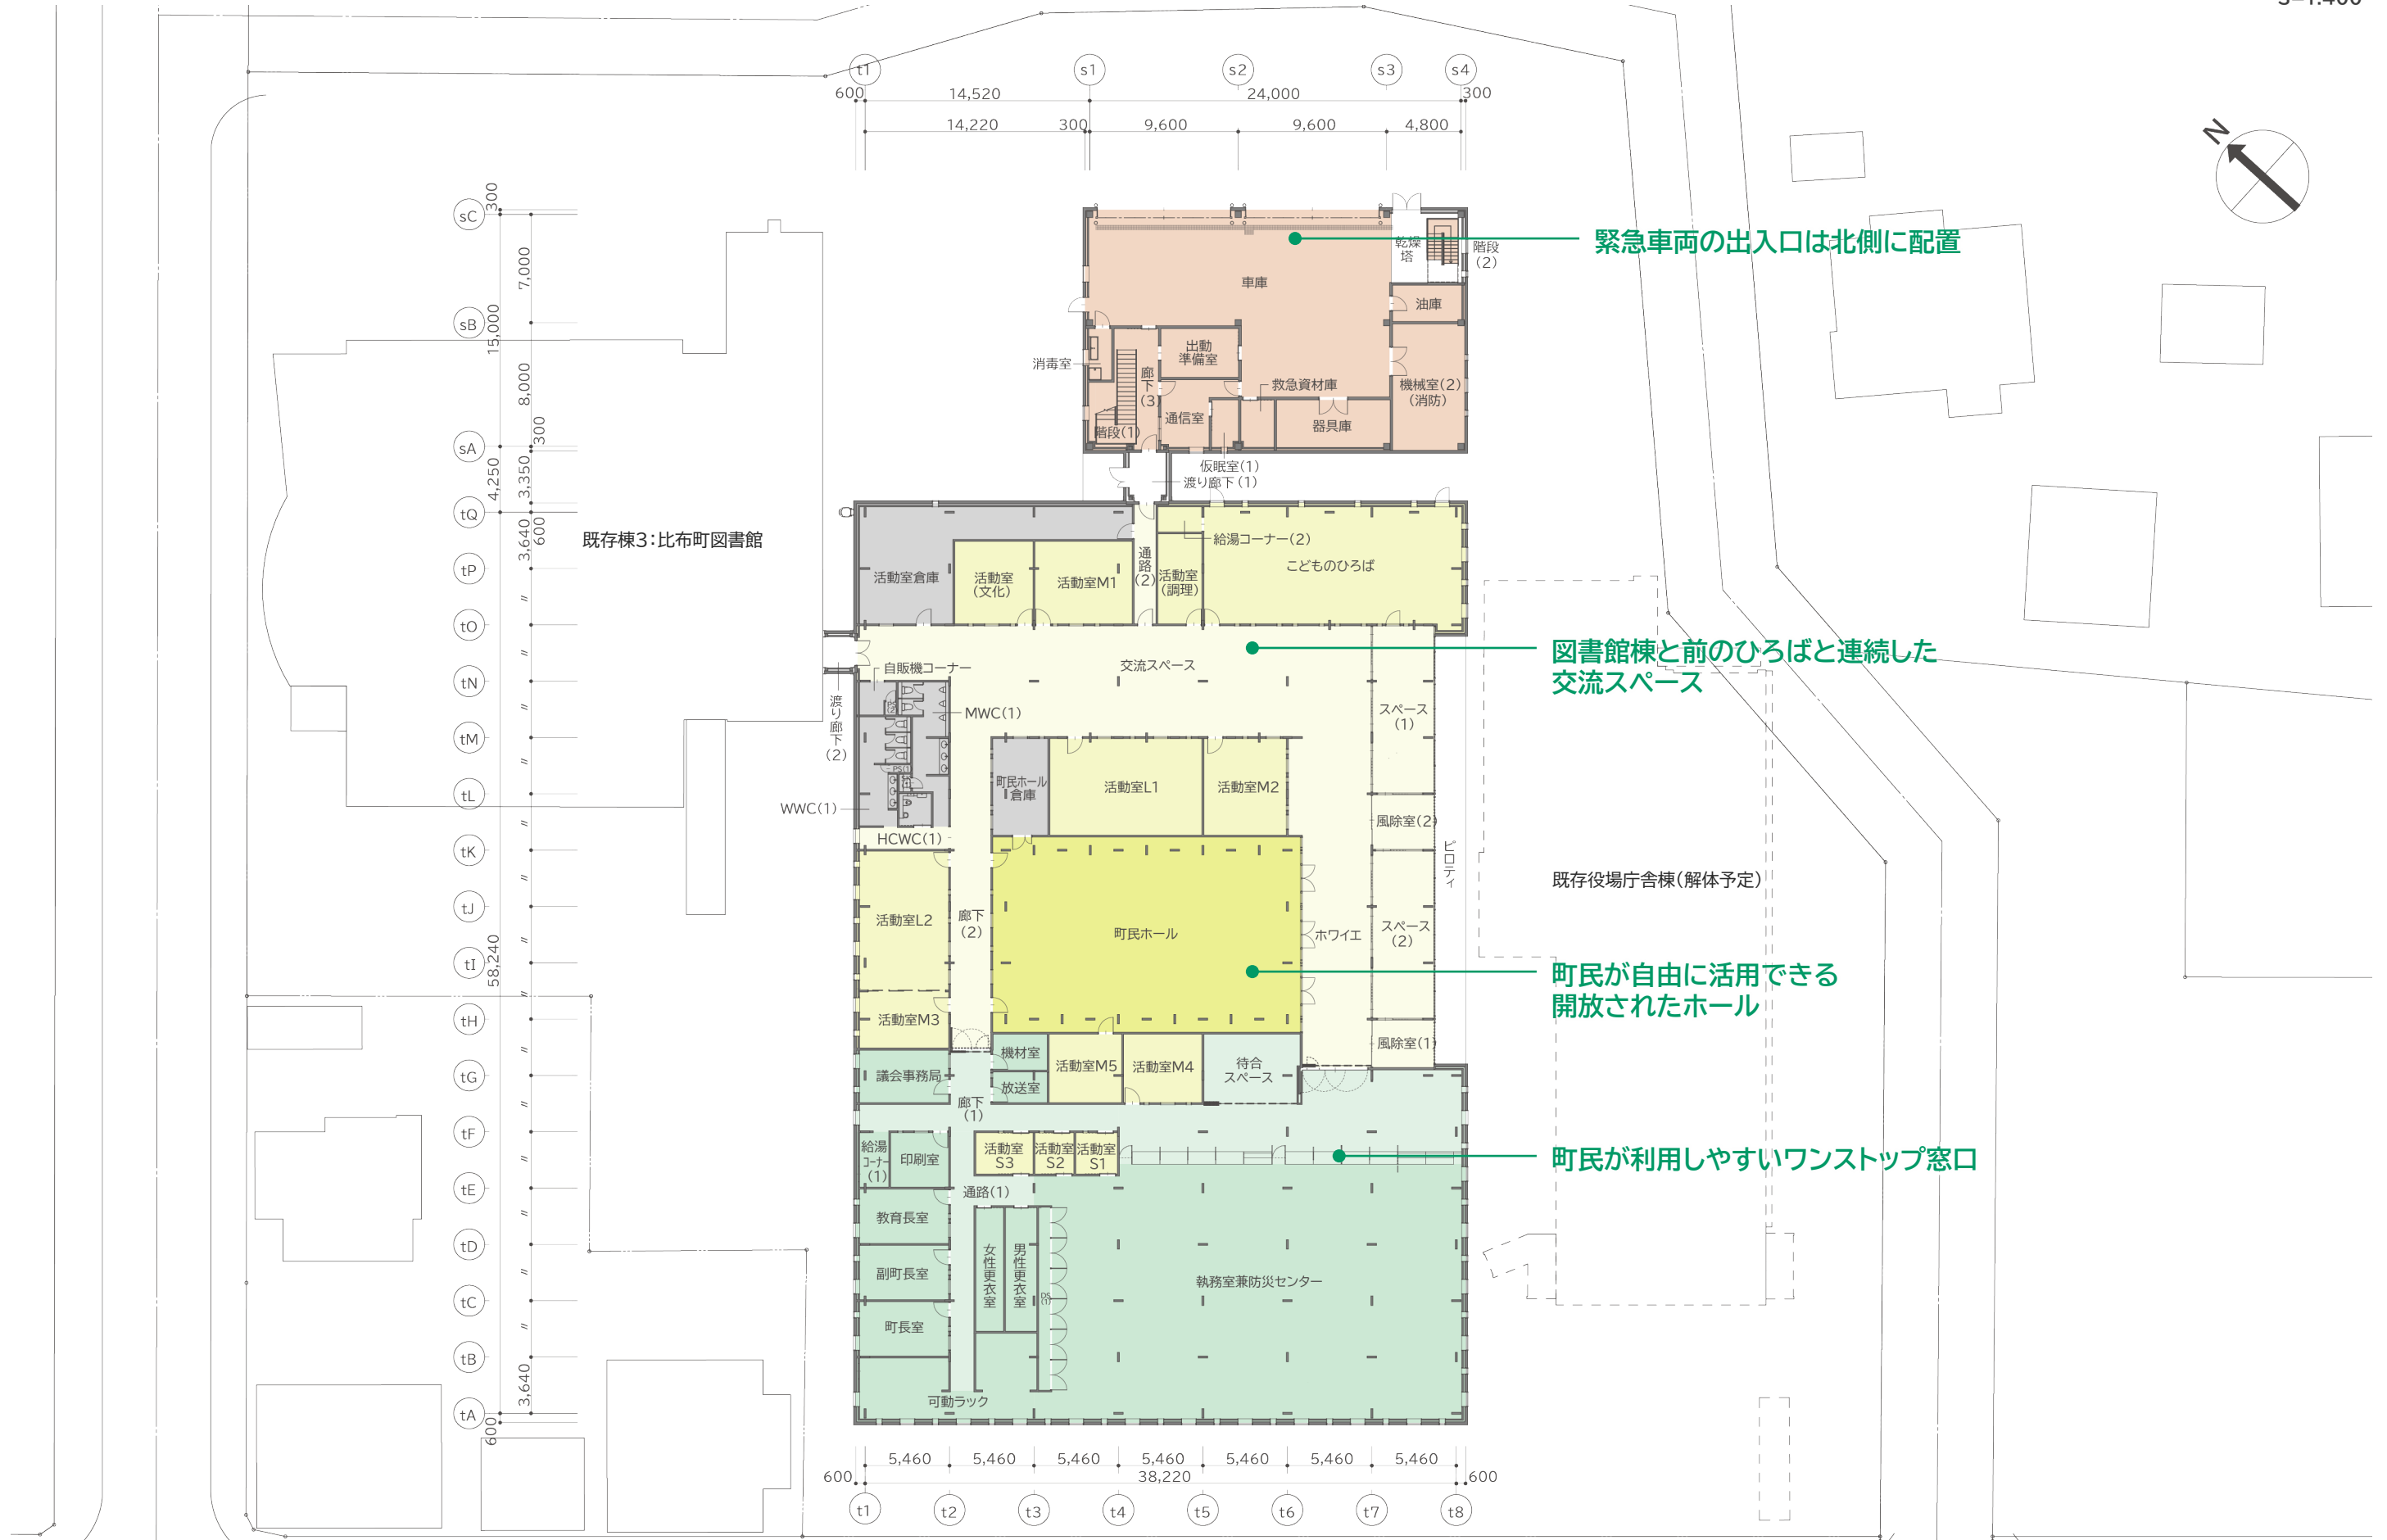 t1
s1
s2
s3
s4
600
14,520
24,000
300
14,220
300
9,600
9,600
4,800
N
sC
300
7,000
sB
15,000
8,000
sA
300
4,250
3,350
tQ
3,640
600
tP
〃
tO
〃
tN
〃
tM
〃
tL
〃
tK
〃
tJ
〃
tI
58,240
〃
tH
〃
tG
〃
tF
〃
tE
〃
tD
〃
tC
〃
tB
3,640
tA
600
緊急車両の出入口は北側に配置
乾燥
塔
階段
(2)
車庫
油庫
消毒室
出動
準備室
廊下(3)
救急資材庫
機械室(2)
(消防)
通信室
器具庫
階段(1)
仮眠室(1)
渡り廊下(1)
既存棟3:比布町図書館
通路(2)
給湯コーナー(2)
こどものひろば
活動室倉庫
活動室
(文化)
活動室M1
活動室
(調理)
図書館棟と前のひろばと連続した
交流スペース
自販機コーナー
交流スペース
渡り廊下(2)
MWC(1)
スペース
(1)
町民ホール
倉庫
活動室L1
活動室M2
WWC(1)
風除室(2)
HCWC(1)
ピロティ
既存役場庁舎棟(解体予定)
活動室L2
廊下
(2)
町民ホール
ホワイエ
スペース
(2)
町民が自由に活用できる
開放されたホール
活動室M3
風除室(1)
機材室
議会事務局
活動室M5
活動室M4
待合
スペース
放送室
廊下
(1)
給湯
コーナー
(1)
印刷室
活動室
S3
活動室
S2
活動室
S1
町民が利用しやすいワンストップ窓口
通路(1)
教育長室
女性更衣室
男性更衣室
副町長室
執務室兼防災センター
DS
(1)
町長室
可動ラック
5,460
5,460
5,460
5,460
5,460
5,460
5,460
600
38,220
600
t1
t2
t3
t4
t5
t6
t7
t8